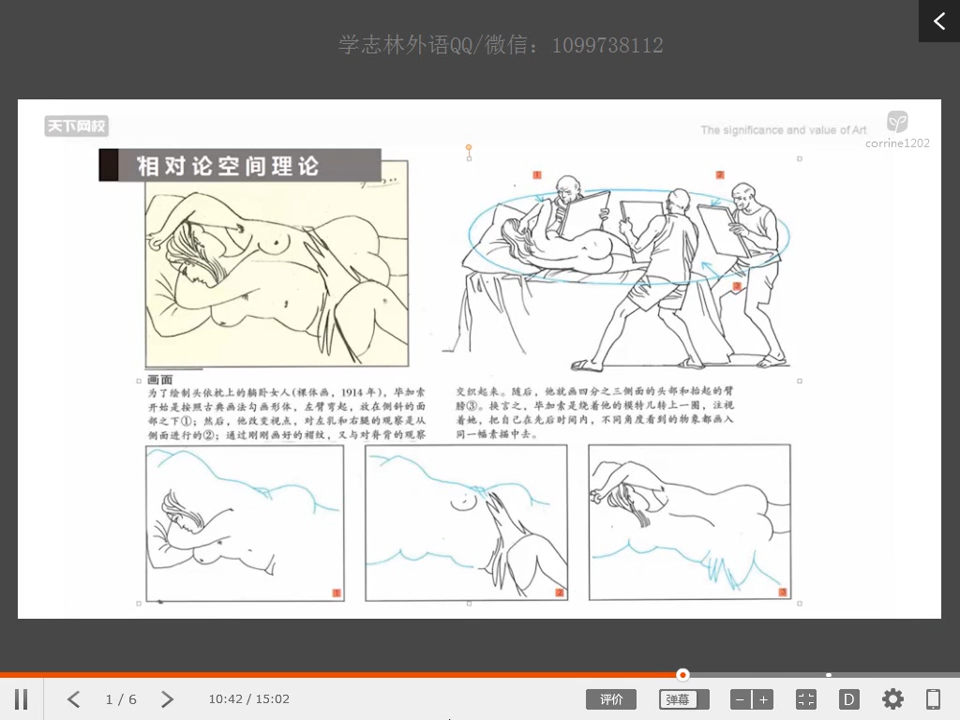 学志林外语QQ/微信：1099738112
天下网校
The significance and value of Art
corrine1202
相对论空间理论
1
2
3
画面
为了绘制头依枕上的躺卧女人(裸体画，1914年)，毕加索
开始是按照古典画法勾画形体，左臂弯起，放在侧斜的面
部之下①；然后，他改变视点，对左乳和右腿的观察是从
侧面进行的②；通过刚刚画好的褶纹，又与对脊背的观察
交织起来。随后，他就画四分之三侧面的头部和抬起的臂
膀③。换言之，毕加索是绕着他的模特儿转上一圈，注视
着她，把自己在先后时间内，不同角度看到的物象都画入
同一幅素描中去。
1
2
3
1 / 6
10:42 / 15:02
评价
弹幕
D